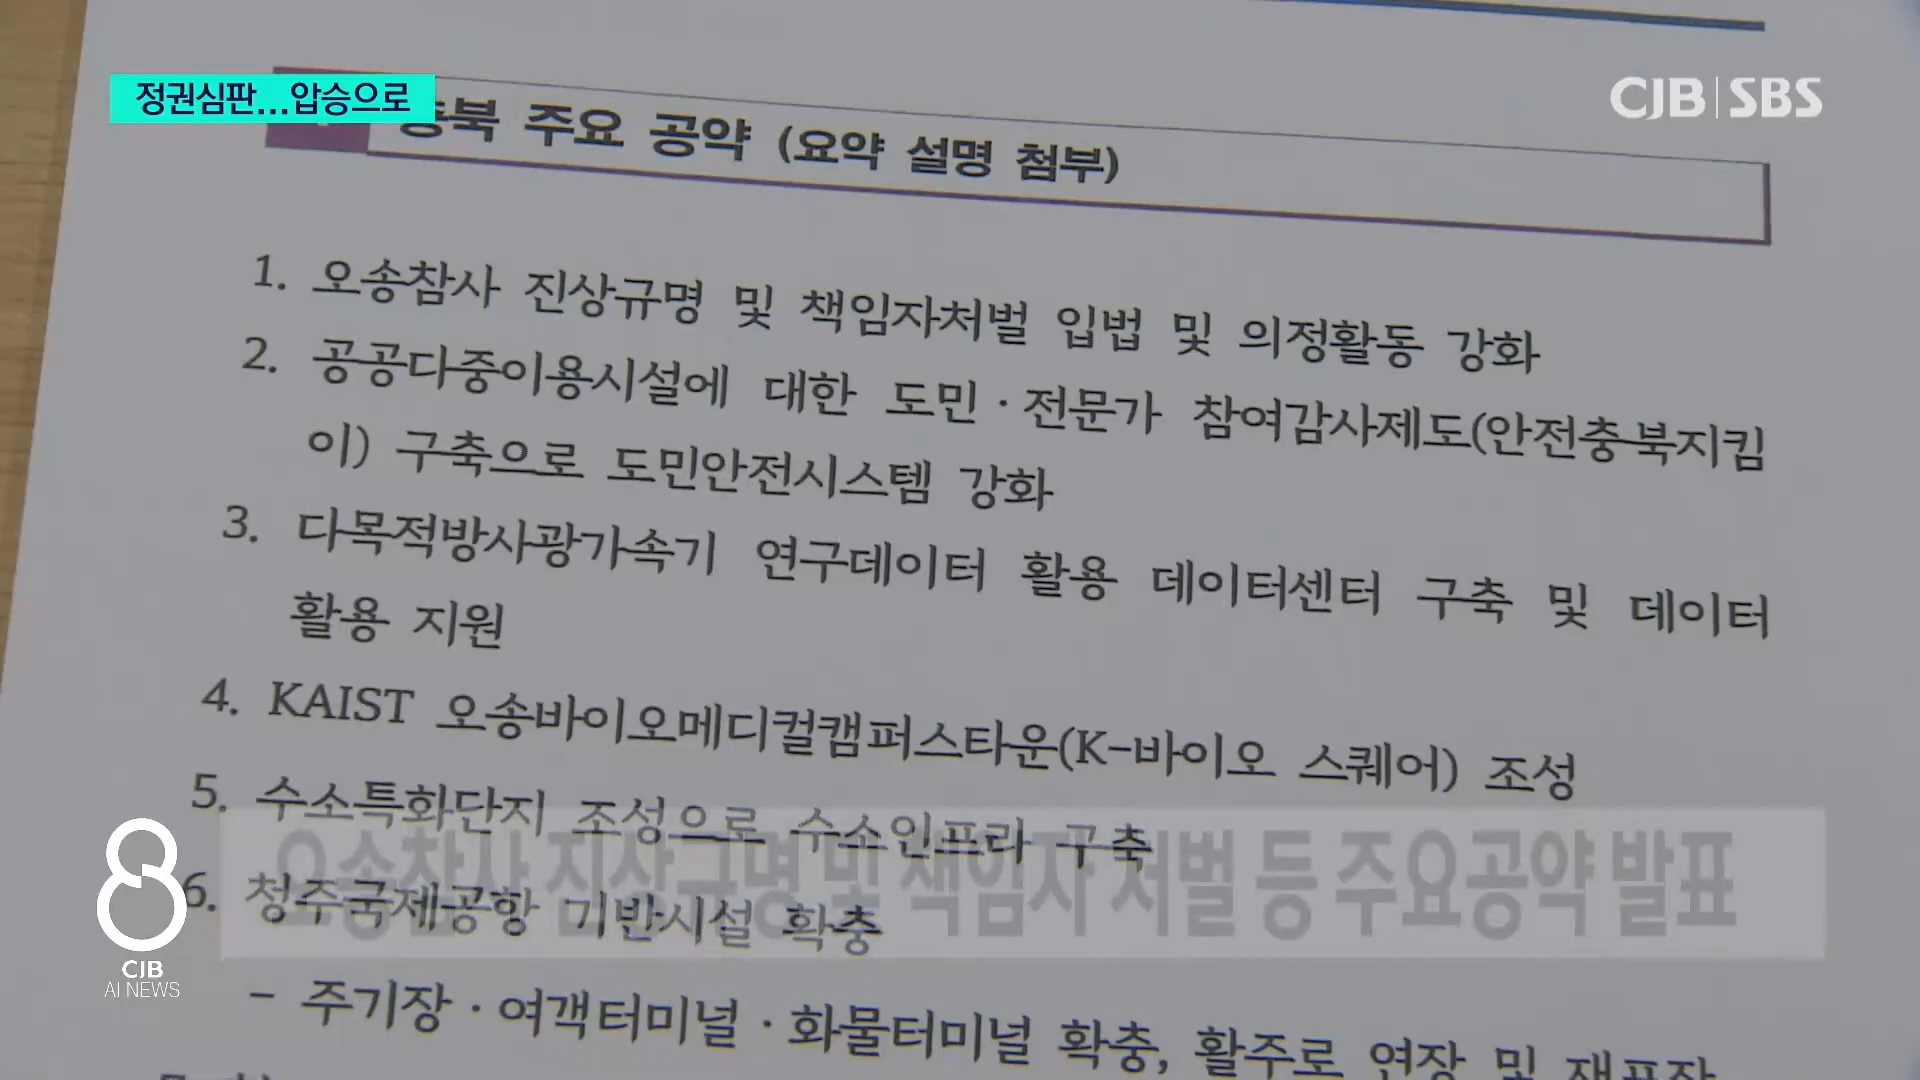 정권심판...압승으로
CJB SBS
충북 주요 공약 (요약 설명 첨부)
1. 오송참사 진상규명 및 책임자처벌 입법 및 의정활동 강화
2. 공공다중이용시설에 대한 도민·전문가 참여감사제도(안전충북지킴
이) 구축으로 도민안전시스템 강화
3. 다목적방사광가속기 연구데이터 활용 데이터센터 구축 및 데이터
활용 지원
4. KAIST 오송바이오메디컬캠퍼스타운(K-바이오 스퀘어) 조성
5. 수소특화단지 조성으로 수소인프라 구축
오송참사 진상규명 및 책임자 처벌 등 주요공약 발표
6. 청주국제공항 기반시설 확충
- 주기장·여객터미널·화물터미널 확충, 활주로 연장 및 재포장
8
CJB
AI NEWS